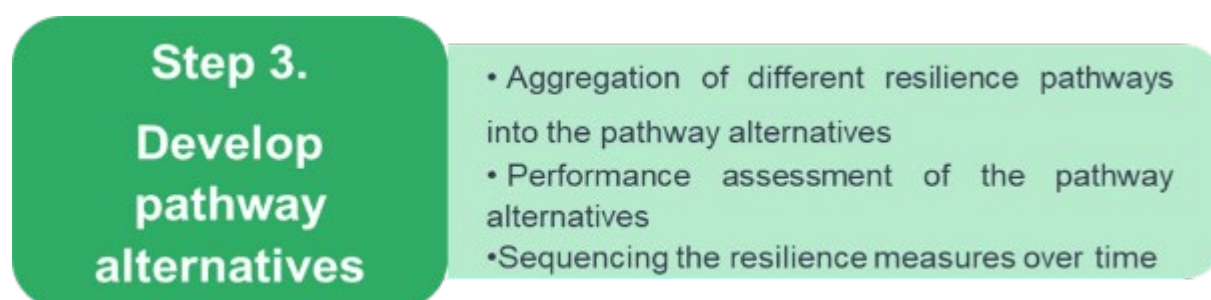 Step 3.
Develop
pathway
alternatives
• Aggregation of different resilience pathways
into the pathway alternatives
• Performance assessment of the pathway
alternatives
•Sequencing the resilience measures over time